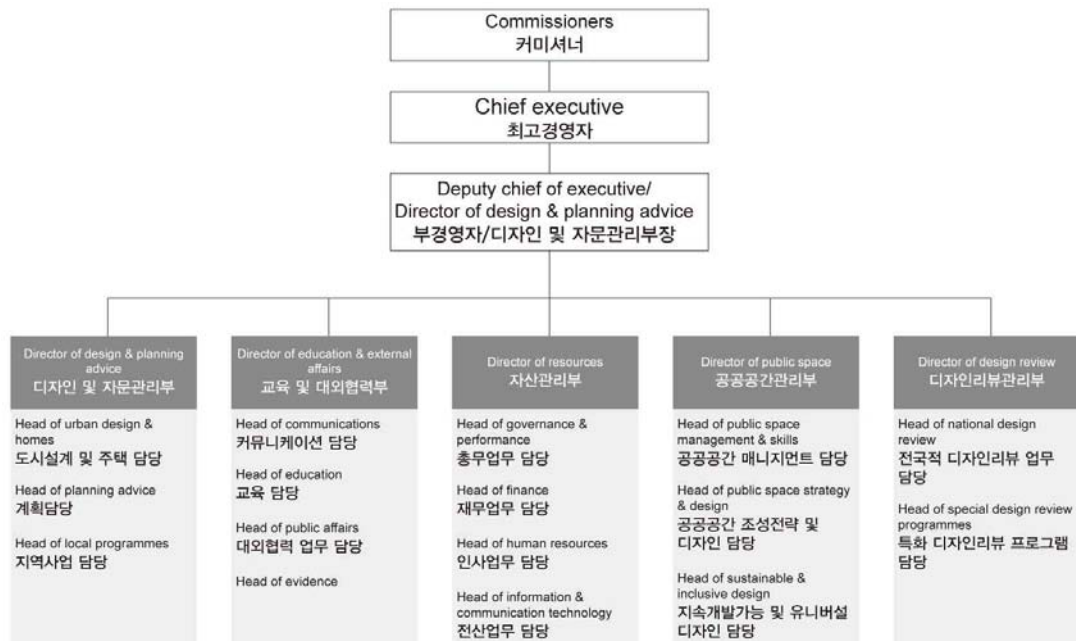 Commissioners
커미셔너
Chief executive
최고경영자
Deputy chief of executive/
Director of design & planning advice
부경영자/디자인 및 자문관리부장
Director of design & planning
advice
디자인 및 자문관리부
Head of urban design &
homes
도시설계 및 주택 담당
Head of planning advice
계획담당
Head of local programmes
지역사업 담당
Director of education & external
affairs
교육 및 대외협력부
Head of communications
커뮤니케이션 담당
Head of education
교육 담당
Head of public affairs
대외협력 업무 담당
Head of evidence
Director of resources
자산관리부
Head of governance &
performance
총무업무 담당
Head of finance
재무업무 담당
Head of human resources
인사업무 담당
Head of information &
communication technology
전산업무 담당
Director of public space
공공공간관리부
Head of public space
management & skills
공공공간 매니지먼트 담당
Head of public space strategy
& design
공공공간 조성전략 및
디자인 담당
Head of sustainable &
inclusive design
지속개발가능 및 유니버설
디자인 담당
Director of design review
디자인리뷰관리부
Head of national design
review
전국적 디자인리뷰 업무
담당
Head of special design review
programmes
특화 디자인리뷰 프로그램
담당